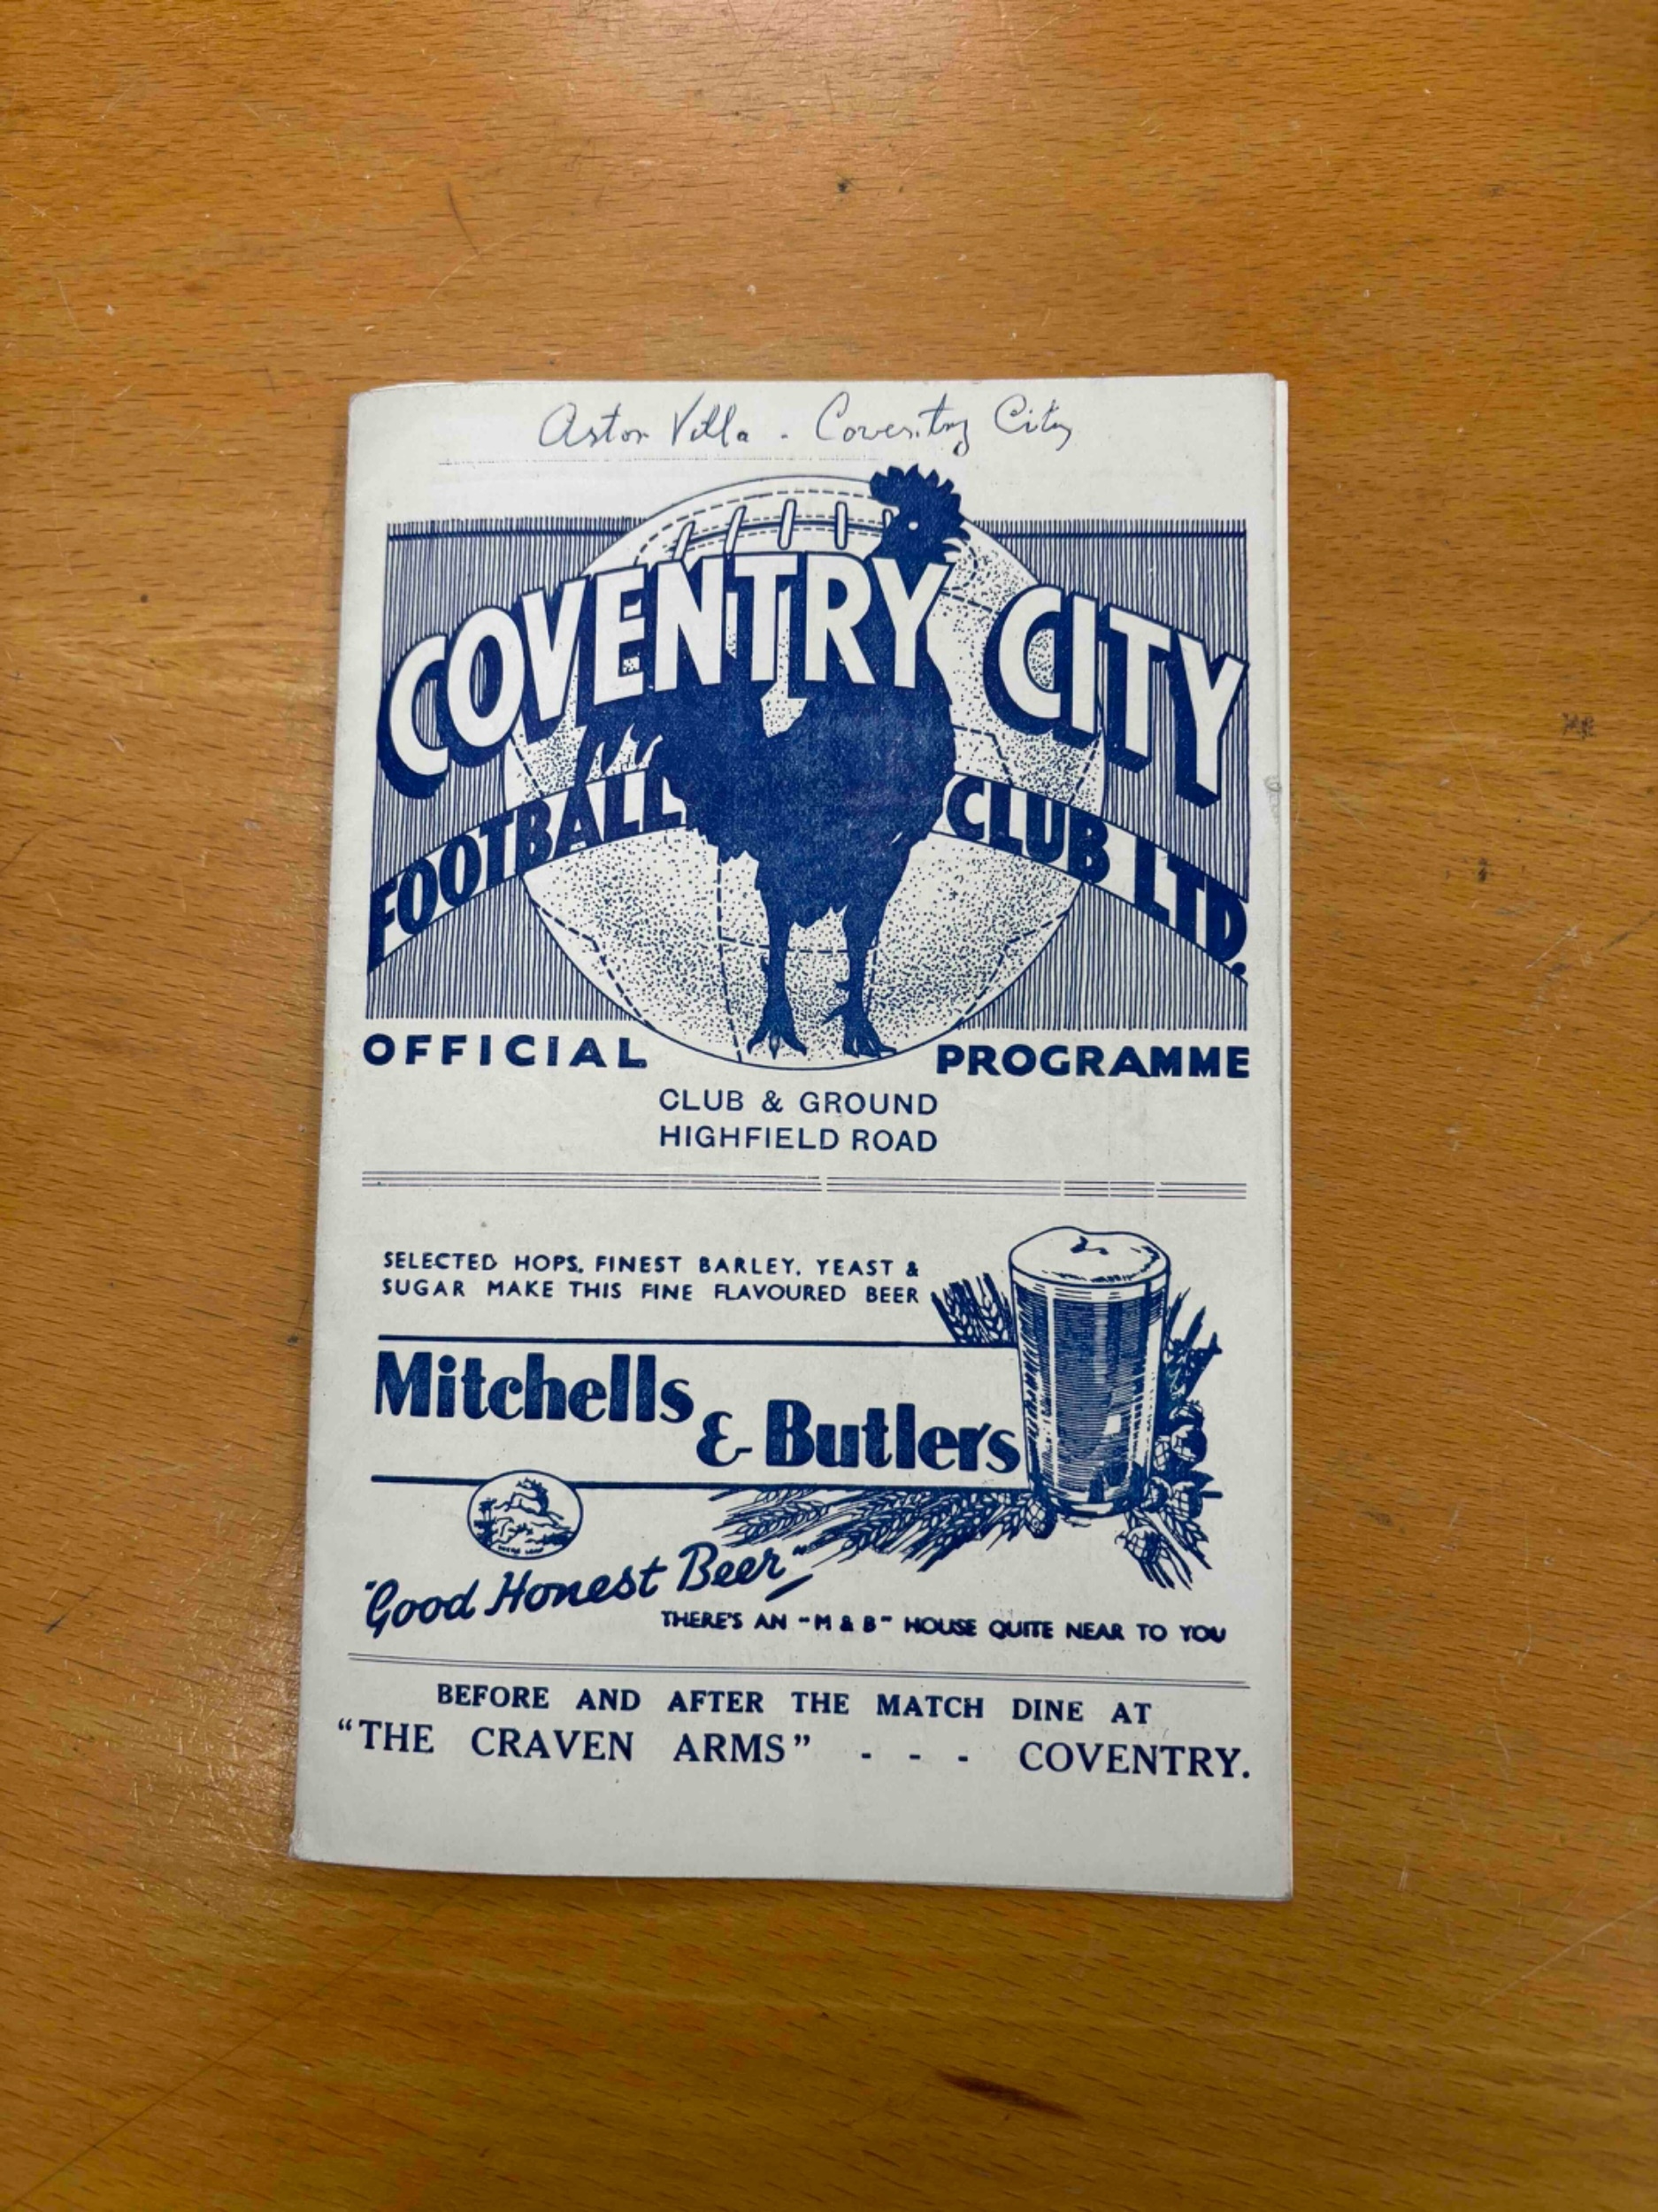 Aston Villa - Coventry City
COVENTRY CITY
FOOTBALL CLUB LTD.
OFFICIAL PROGRAMME
CLUB & GROUND
HIGHFIELD ROAD
SELECTED HOPS, FINEST BARLEY, YEAST &
SUGAR MAKE THIS FINE FLAVOURED BEER
Mitchells & Butlers
"Good Honest Beer"
THERE'S AN "M & B" HOUSE QUITE NEAR TO YOU
BEFORE AND AFTER THE MATCH DINE AT
"THE CRAVEN ARMS" - - - COVENTRY.